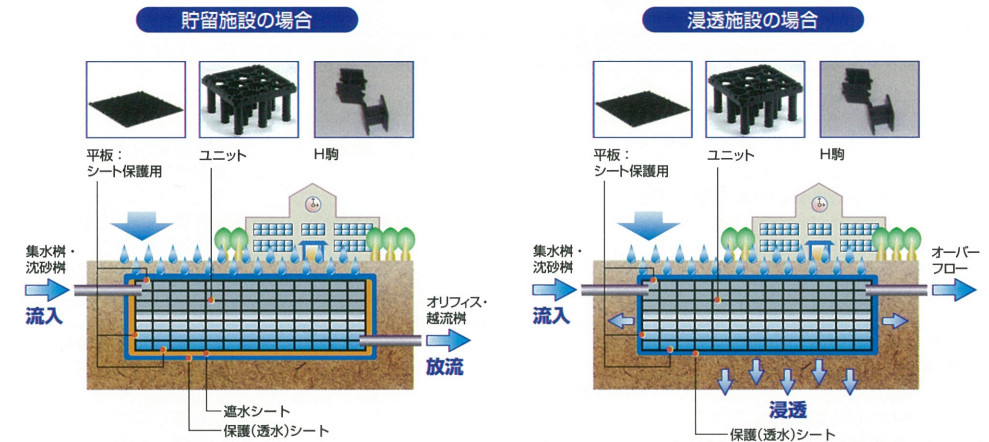 貯留施設の場合
平板：
シート保護用
ユニット
H駒
集水桝・
沈砂桝
流入
オリフィス・
越流桝
放流
遮水シート
保護(透水)シート
浸透施設の場合
平板：
シート保護用
ユニット
H駒
集水桝・
沈砂桝
流入
オーバー
フロー
浸透
保護(透水)シート